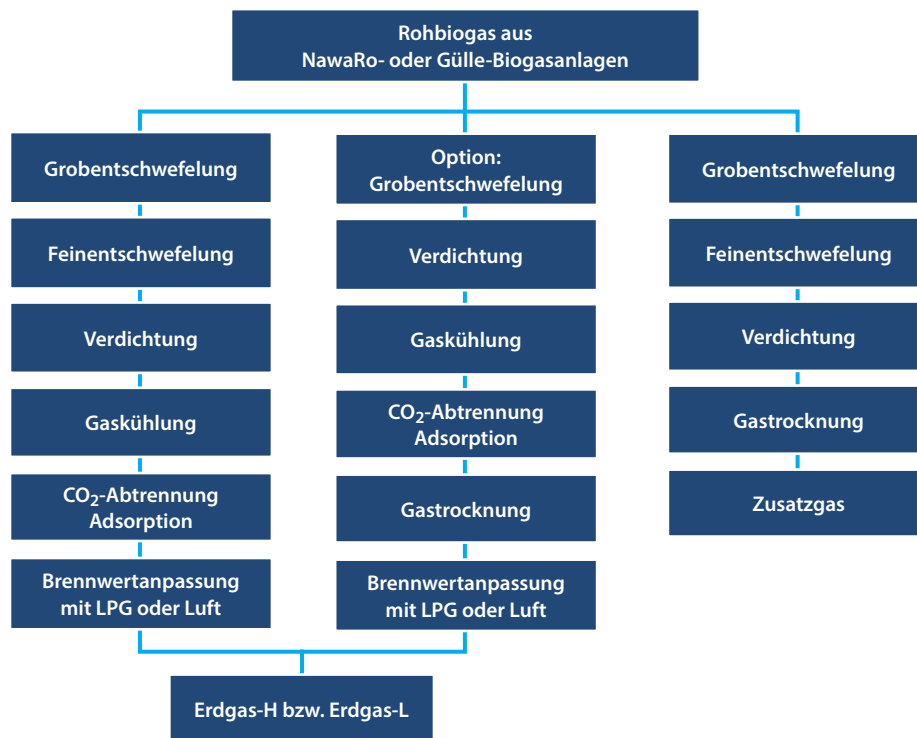 Rohbiogas aus
NawaRo- oder Gülle-Biogasanlagen
Grobentschwefelung
Feinentschwefelung
Verdichtung
Gaskühlung
CO₂-Abtrennung
Adsorption
Brennwertanpassung
mit LPG oder Luft
Option:
Grobentschwefelung
Verdichtung
Gaskühlung
CO₂-Abtrennung
Adsorption
Gastrocknung
Brennwertanpassung
mit LPG oder Luft
Grobentschwefelung
Feinentschwefelung
Verdichtung
Gastrocknung
Zusatzgas
Erdgas-H bzw. Erdgas-L